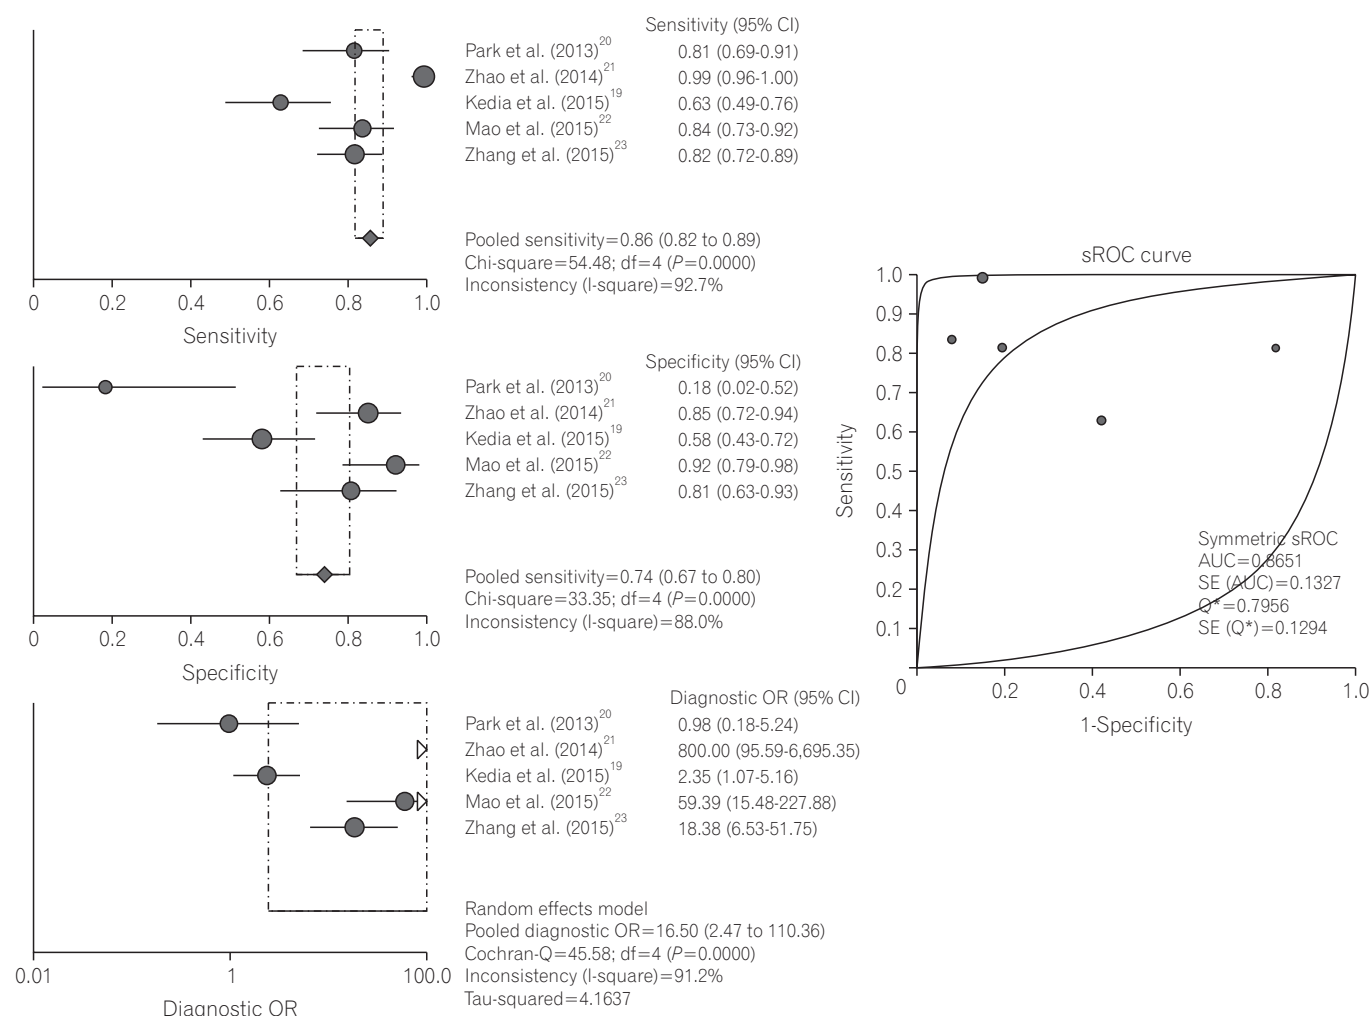 Sensitivity (95% CI)
Park et al. (2013)20 0.81 (0.69-0.91)
Zhao et al. (2014)21 0.99 (0.96-1.00)
Kedia et al. (2015)19 0.63 (0.49-0.76)
Mao et al. (2015)22 0.84 (0.73-0.92)
Zhang et al. (2015)23 0.82 (0.72-0.89)
Pooled sensitivity=0.86 (0.82 to 0.89)
Chi-square=54.48; df=4 (P=0.0000)
Inconsistency (I-square)=92.7%
0 0.2 0.4 0.6 0.8 1.0
Sensitivity
Specificity (95% CI)
Park et al. (2013)20 0.18 (0.02-0.52)
Zhao et al. (2014)21 0.85 (0.72-0.94)
Kedia et al. (2015)19 0.58 (0.43-0.72)
Mao et al. (2015)22 0.92 (0.79-0.98)
Zhang et al. (2015)23 0.81 (0.63-0.93)
Pooled sensitivity=0.74 (0.67 to 0.80)
Chi-square=33.35; df=4 (P=0.0000)
Inconsistency (I-square)=88.0%
0 0.2 0.4 0.6 0.8 1.0
Specificity
Diagnostic OR (95% CI)
Park et al. (2013)20 0.98 (0.18-5.24)
Zhao et al. (2014)21 800.00 (95.59-6,695.35)
Kedia et al. (2015)19 2.35 (1.07-5.16)
Mao et al. (2015)22 59.39 (15.48-227.88)
Zhang et al. (2015)23 18.38 (6.53-51.75)
Random effects model
Pooled diagnostic OR=16.50 (2.47 to 110.36)
Cochran-Q=45.58; df=4 (P=0.0000)
Inconsistency (I-square)=91.2%
Tau-squared=4.1637
0.01 1 100.0
Diagnostic OR
sROC curve
1.0
0.9
0.8
0.7
0.6
0.5
0.4
0.3
0.2
0.1
Sensitivity
Symmetric sROC
AUC=0.8651
SE (AUC)=0.1327
Q*=0.7956
SE (Q*)=0.1294
0 0.2 0.4 0.6 0.8 1.0
1-Specificity